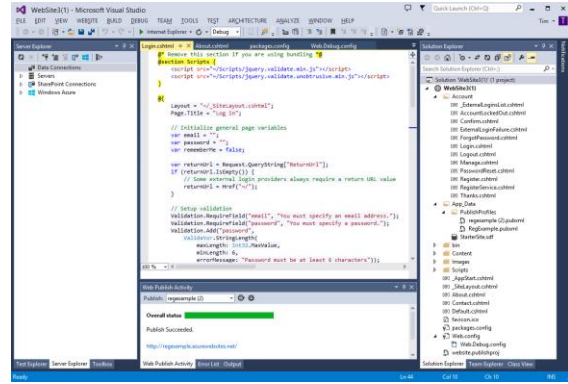 WebSite3(1) - Microsoft Visual Studio
Quick Launch (Ctrl+Q)
FILE EDIT VIEW WEBSITE BUILD DEBUG TEAM TOOLS TEST ARCHITECTURE ANALYZE WINDOW HELP
Tim
Internet Explorer
Debug
Server Explorer
Data Connections
Servers
SharePoint Connections
Windows Azure
Login.cshtml About.cshtml packages.config Web.Debug.config
@* Remove this section if you are using bundling *@
@section Scripts {
<script src="~/Scripts/jquery.validate.min.js"></script>
<script src="~/Scripts/jquery.validate.unobtrusive.min.js"></script>
}
@{
Layout = "~/_SiteLayout.cshtml";
Page.Title = "Log in";
// Initialize general page variables
var email = "";
var password = "";
var rememberMe = false;
var returnUrl = Request.QueryString["ReturnUrl"];
if (returnUrl.IsEmpty()) {
// Some external login providers always require a return URL value
returnUrl = Href("~/");
}
// Setup validation
Validation.RequireField("email", "You must specify an email address.");
Validation.RequireField("password", "You must specify a password.");
Validation.Add("password",
Validator.StringLength(
maxLength: Int32.MaxValue,
minLength: 6,
errorMessage: "Password must be at least 6 characters"));
100 %
Web Publish Activity
Publish: regexample (2)
Overall status
Publish Succeeded.
http://regexample.azurewebsites.net/
Test Explorer Server Explorer Toolbox
Web Publish Activity Error List Output
Solution Explorer
Search Solution Explorer (Ctrl+;)
Solution 'WebSite3(1)' (1 project)
WebSite3(1)
Account
_ExternalLoginsList.cshtml
AccountLockedOut.cshtml
Confirm.cshtml
ExternalLoginFailure.cshtml
ForgotPassword.cshtml
Login.cshtml
Logout.cshtml
Manage.cshtml
PasswordReset.cshtml
Register.cshtml
RegisterService.cshtml
Thanks.cshtml
App_Data
PublishProfiles
regexample (2).pubxml
RegExample.pubxml
StarterSite.sdf
bin
Content
Images
Scripts
_AppStart.cshtml
_SiteLayout.cshtml
About.cshtml
Contact.cshtml
Default.cshtml
favicon.ico
packages.config
Web.config
Web.Debug.config
website.publishproj
Solution Explorer Team Explorer Class View
Notifications
Ready
Ln 44 Col 10 Ch 10 INS